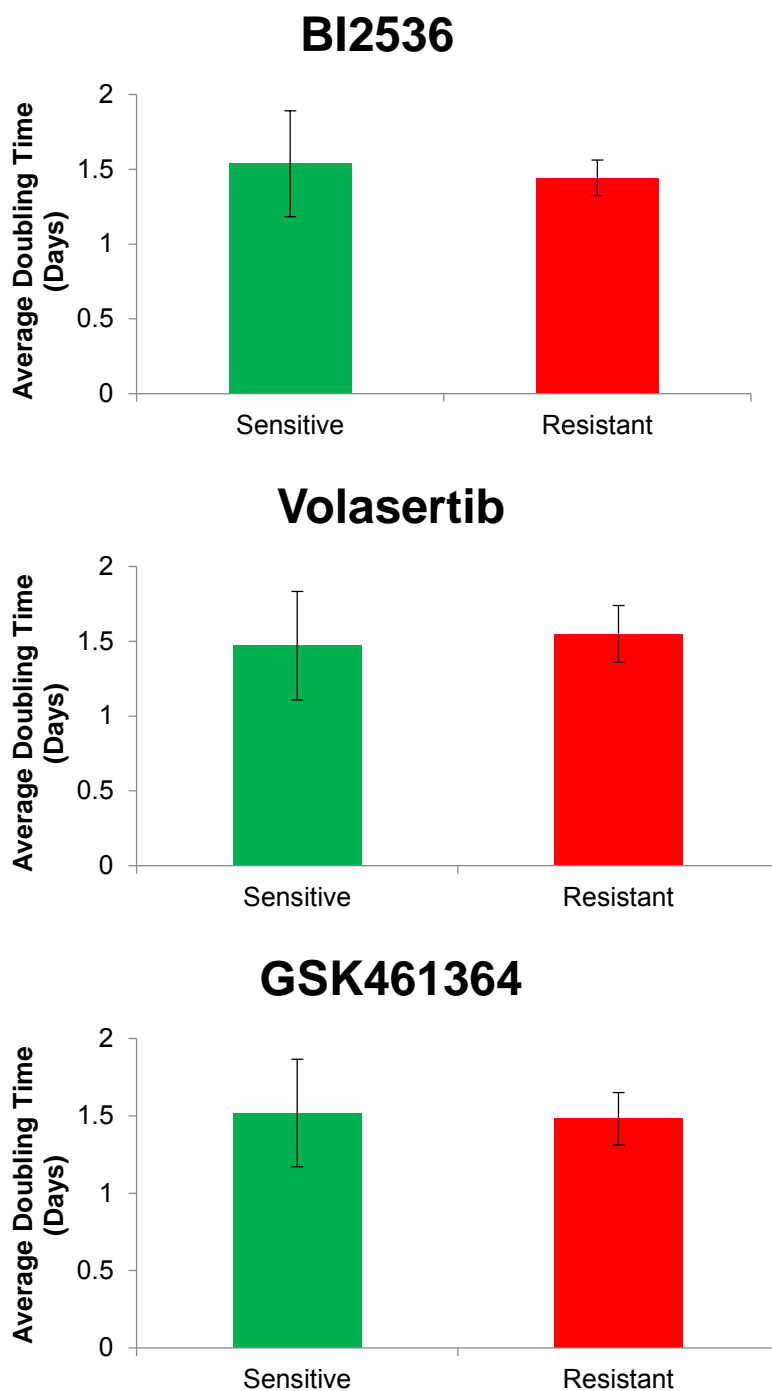 BI2536
Average Doubling Time
(Days)
2
1.5
1
0.5
0
Sensitive Resistant
Volasertib
Average Doubling Time
(Days)
2
1.5
1
0.5
0
Sensitive Resistant
GSK461364
Average Doubling Time
(Days)
2
1.5
1
0.5
0
Sensitive Resistant